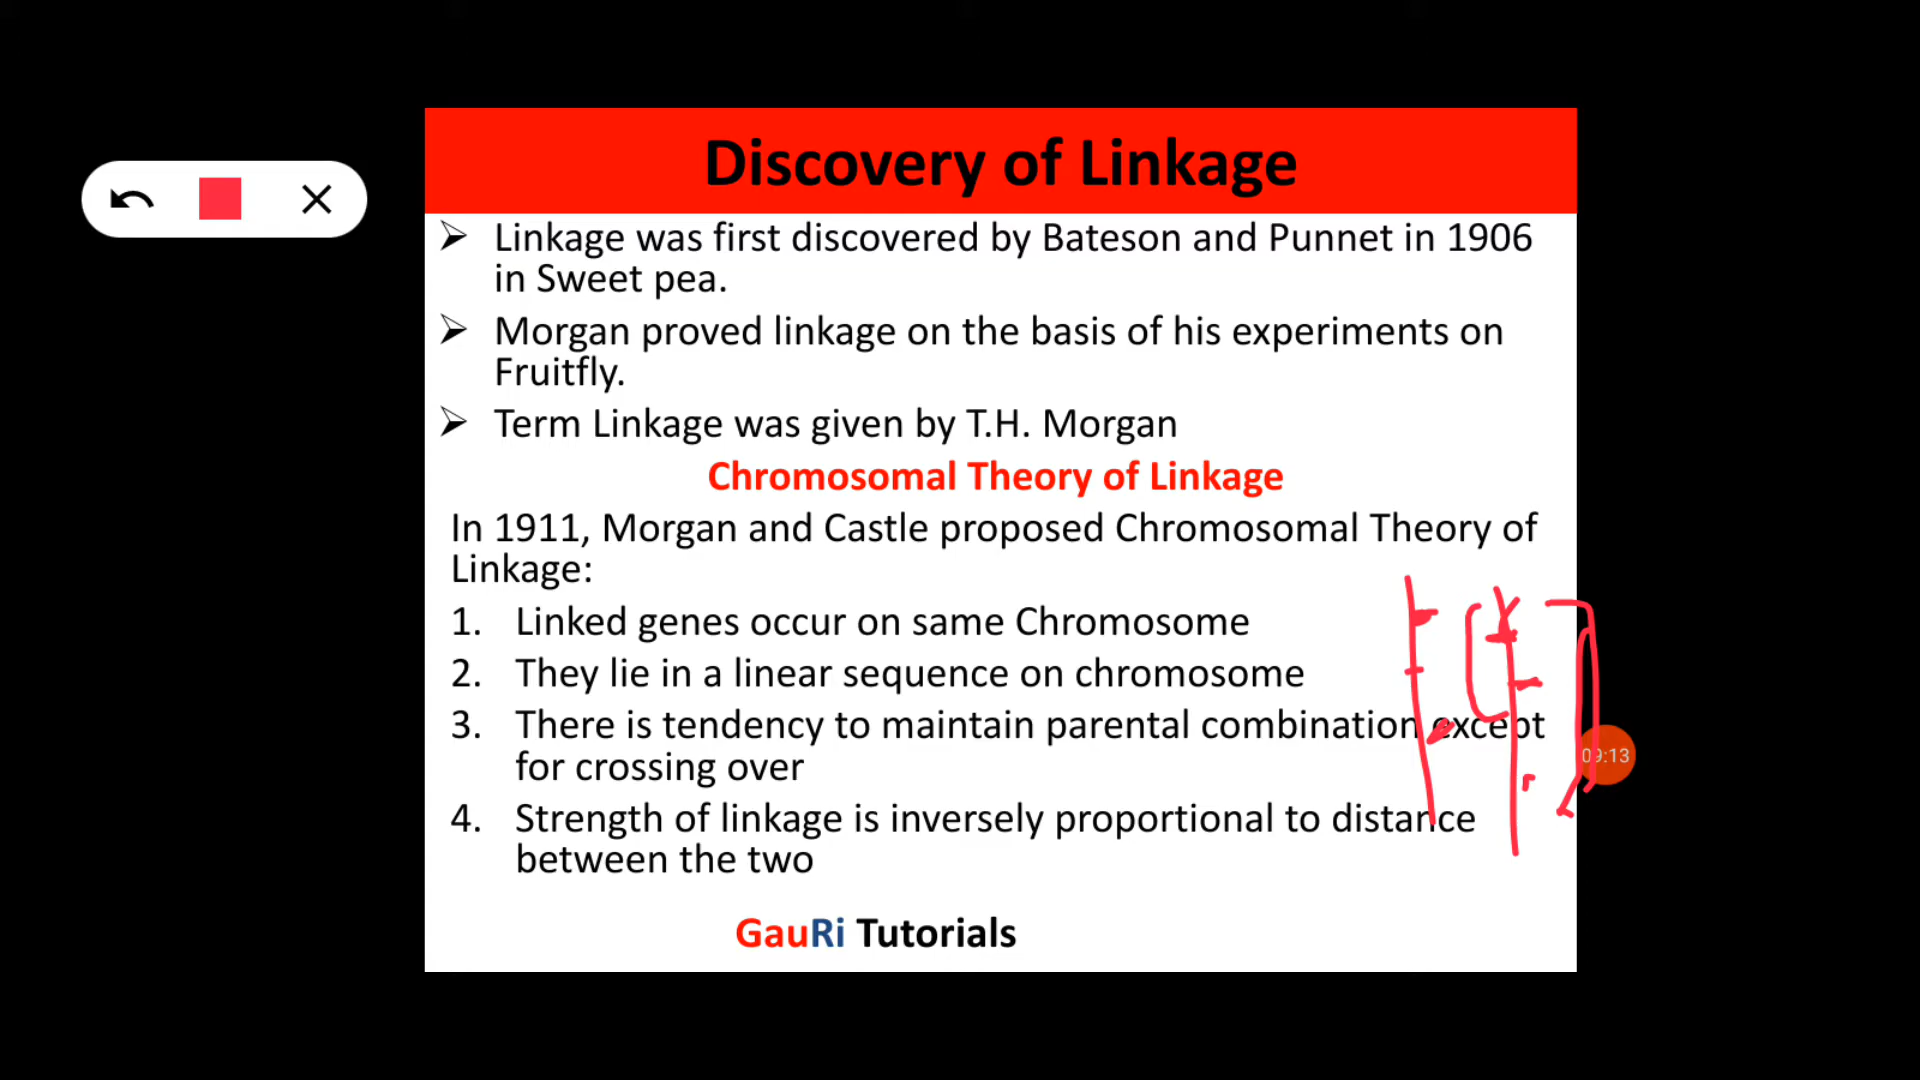 Discovery of Linkage
➢ Linkage was first discovered by Bateson and Punnet in 1906
in Sweet pea.
➢ Morgan proved linkage on the basis of his experiments on
Fruitfly.
➢ Term Linkage was given by T.H. Morgan
Chromosomal Theory of Linkage
In 1911, Morgan and Castle proposed Chromosomal Theory of
Linkage:
1. Linked genes occur on same Chromosome
2. They lie in a linear sequence on chromosome
3. There is tendency to maintain parental combination except
for crossing over
09:13
4. Strength of linkage is inversely proportional to distance
between the two
GauRi Tutorials